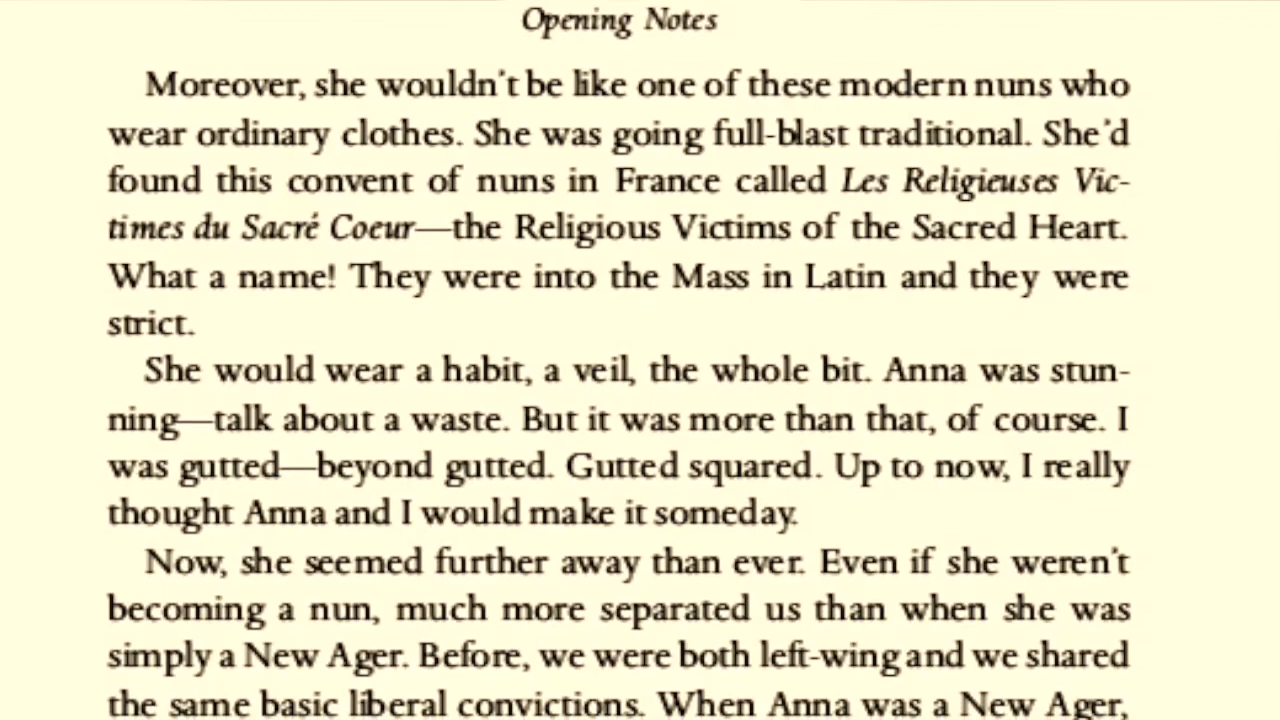 Opening Notes
Moreover, she wouldn't be like one of these modern nuns who
wear ordinary clothes. She was going full-blast traditional. She'd
found this convent of nuns in France called Les Religieuses Vic-
times du Sacré Coeur—the Religious Victims of the Sacred Heart.
What a name! They were into the Mass in Latin and they were
strict.
She would wear a habit, a veil, the whole bit. Anna was stun-
ning—talk about a waste. But it was more than that, of course. I
was gutted—beyond gutted. Gutted squared. Up to now, I really
thought Anna and I would make it someday.
Now, she seemed further away than ever. Even if she weren't
becoming a nun, much more separated us than when she was
simply a New Ager. Before, we were both left-wing and we shared
the same basic liberal convictions. When Anna was a New Ager,